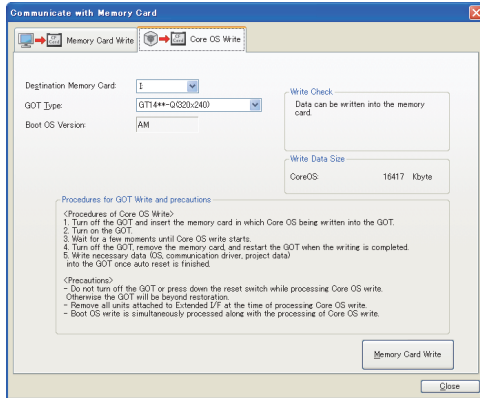 Communicate with Memory Card
CF Card Memory Card Write
CF Card Core OS Write
Destination Memory Card: I
GOT Type: GT14**-Q(320x240)
Boot OS Version: AM
Write Check
Data can be written into the memory
card.
Write Data Size
CoreOS: 16417 Kbyte
Procedures for GOT Write and precautions
<Procedures of Core OS Write>
1. Turn off the GOT and insert the memory card in which Core OS being written into the GOT.
2. Turn on the GOT.
3. Wait for a few moments until Core OS write starts.
4. Turn off the GOT, remove the memory card, and restart the GOT when the writing is completed.
5. Write necessary data (OS, communication driver, project data)
into the GOT once auto reset is finished.
<Precautions>
- Do not turn off the GOT or press down the reset switch while processing Core OS write.
Otherwise the GOT will be beyond restoration.
- Remove all units attached to Extended I/F at the time of processing Core OS write.
- Boot OS write is simultaneously processed along with the processing of Core OS write.
Memory Card Write
Close